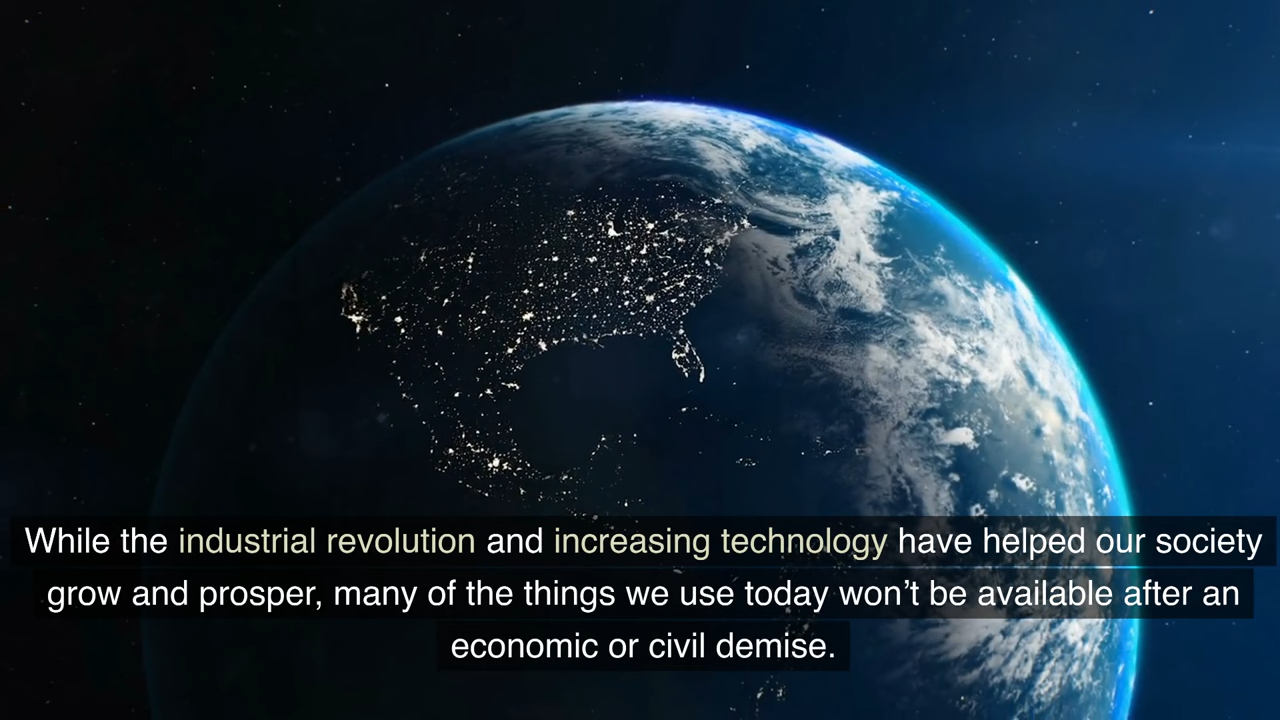 While the industrial revolution and increasing technology have helped our society
grow and prosper, many of the things we use today won’t be available after an
economic or civil demise.